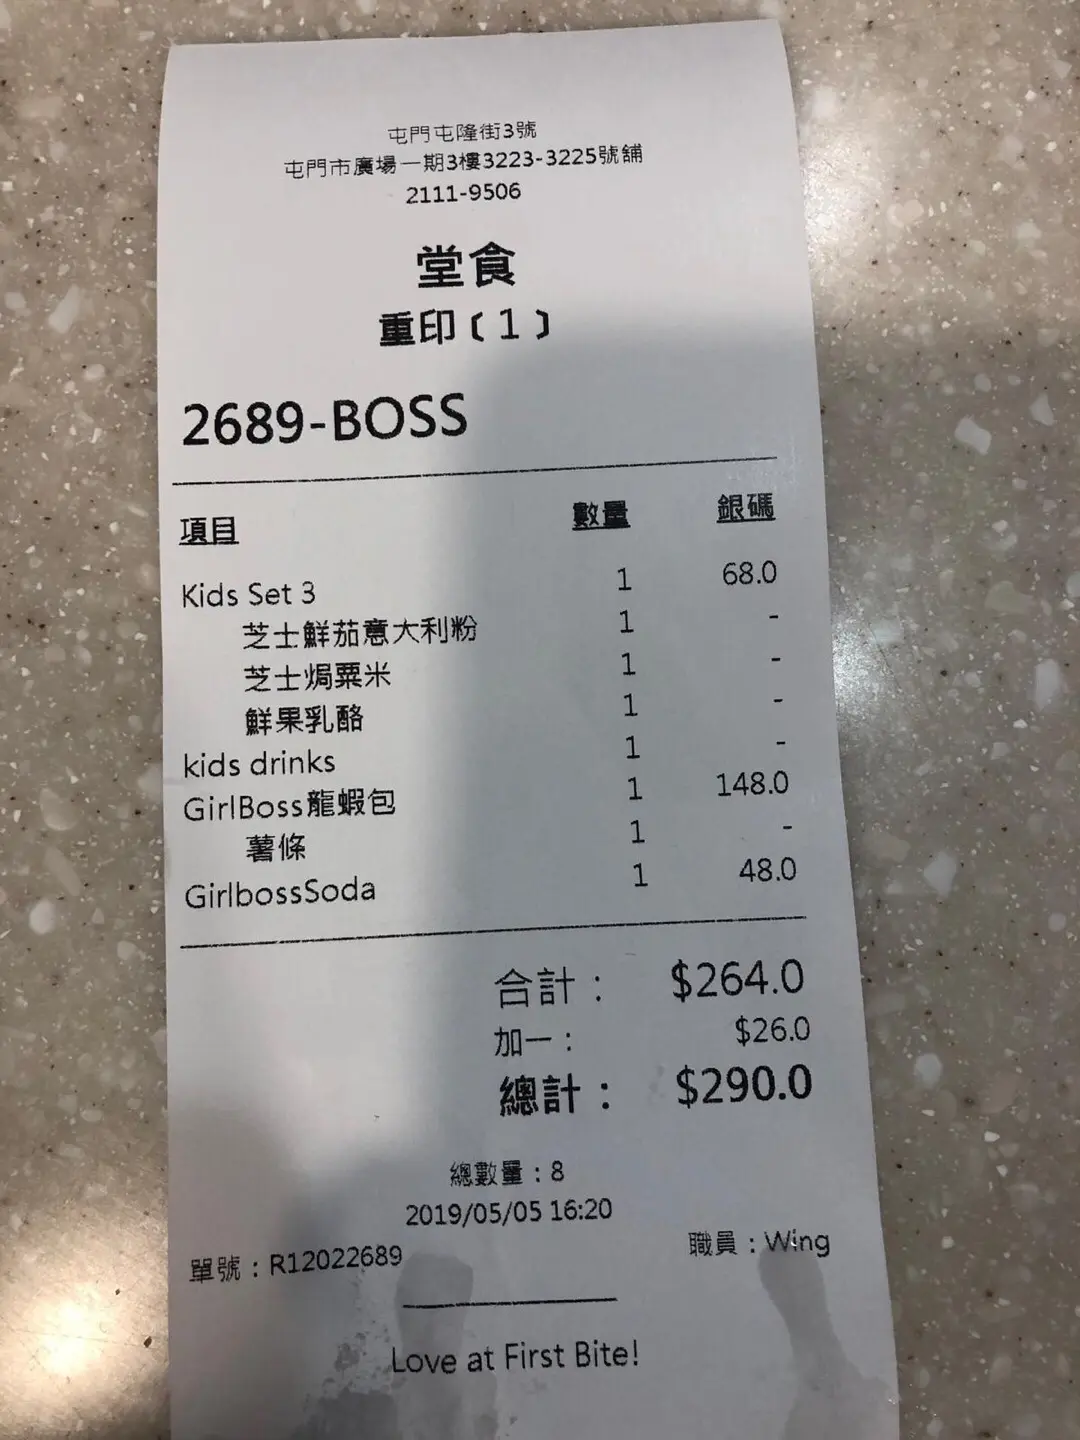 屯門屯隆街3號
屯門市廣場一期3樓3223-3225號舖
2111-9506
堂食
重印(1)
2689-BOSS
項目 數量 銀碼
Kids Set 3 1 68.0
芝士鮮茄意大利粉 1 -
芝士焗粟米 1 -
鮮果乳酪 1 -
kids drinks 1 -
GirlBoss龍蝦包 1 148.0
薯條 1 -
GirlbossSoda 1 48.0
合計： $264.0
加一： $26.0
總計： $290.0
總數量：8
2019/05/05 16:20
單號：R12022689 職員：Wing
Love at First Bite!